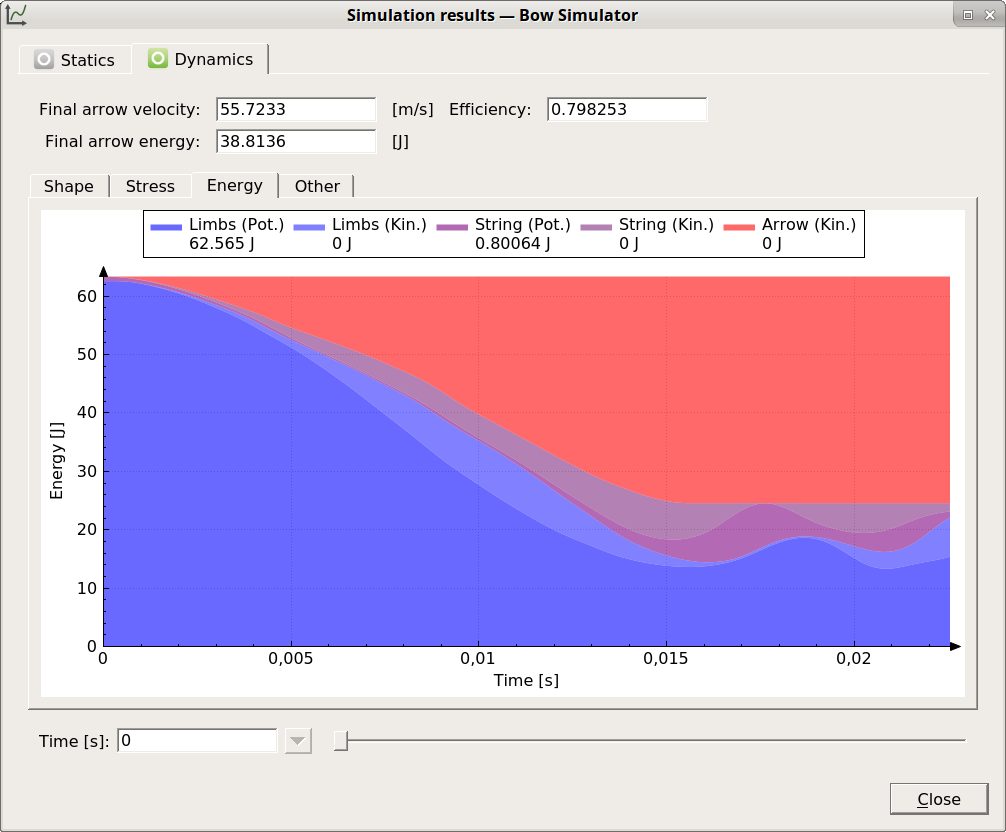 Simulation results — Bow Simulator
Statics Dynamics
Final arrow velocity: 55.7233 [m/s] Efficiency: 0.798253
Final arrow energy: 38.8136 [J]
Shape Stress Energy Other
Limbs (Pot.) Limbs (Kin.) String (Pot.) String (Kin.) Arrow (Kin.)
62.565 J 0 J 0.80064 J 0 J 0 J
60
50
40
30
20
10
0
Energy [J]
0 0,005 0,01 0,015 0,02
Time [s]
Time [s]: 0
Close